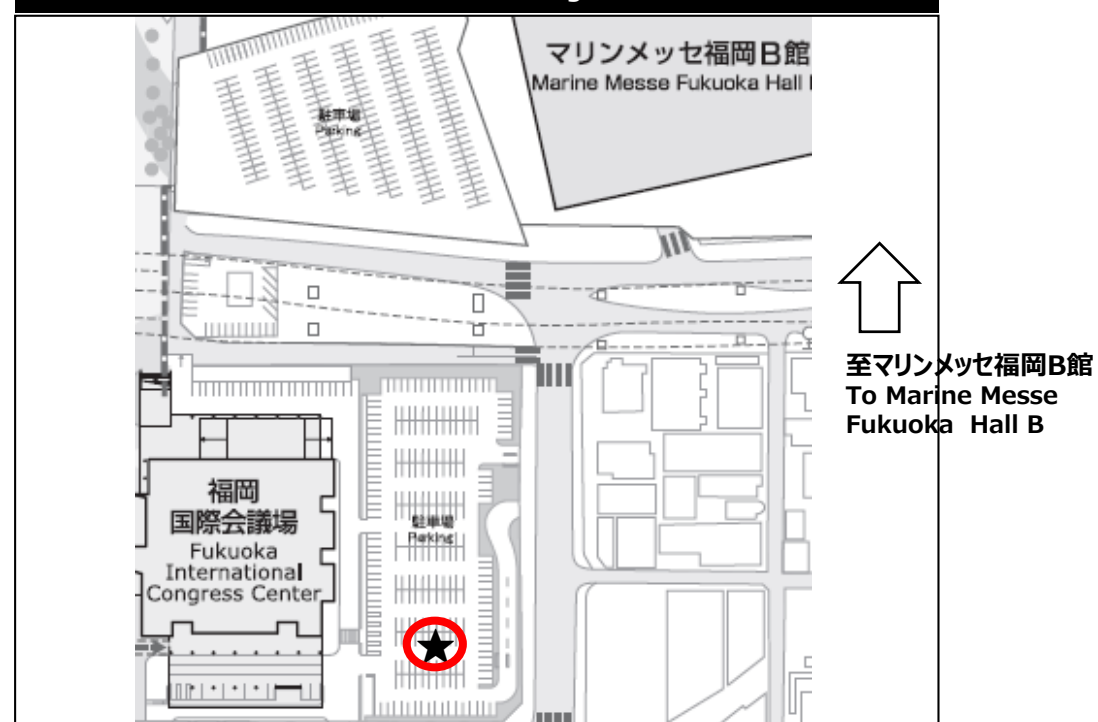 マリンメッセ福岡B館
Marine Messe Fukuoka Hall
駐車場
Parking
至マリンメッセ福岡B館
To Marine Messe
Fukuoka Hall B
福岡
国際会議場
Fukuoka
International
Congress Center
駐車場
Parking